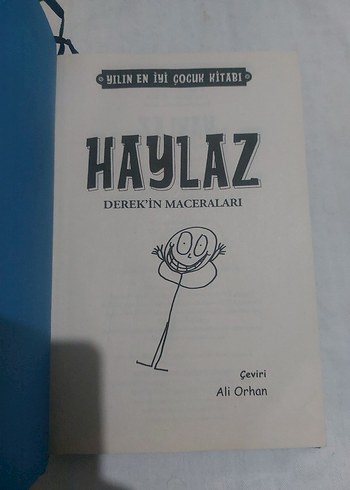 YILIN EN İYİ ÇOCUK KİTABI
HAYLAZ
DEREK'İN MACERALARI
Çeviri
Ali Orhan